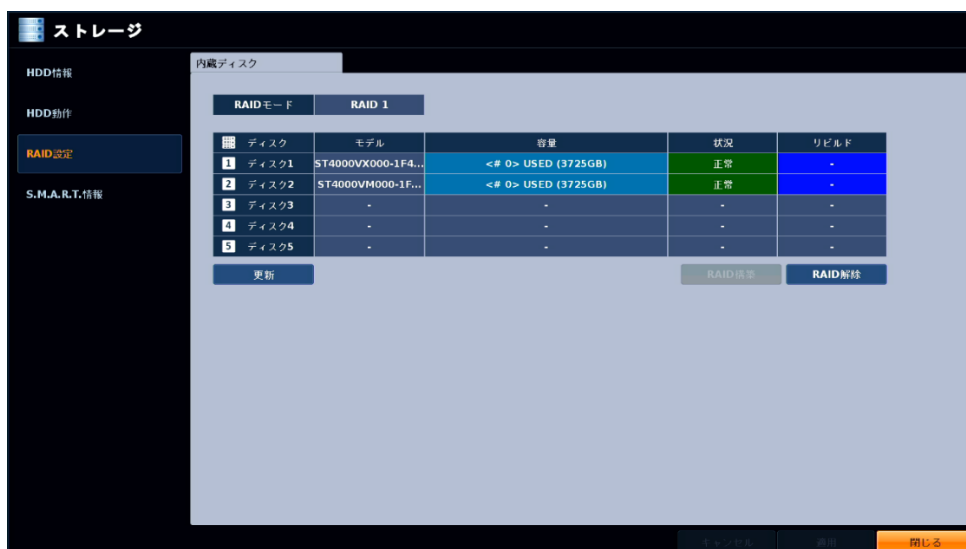 ストレージ
HDD情報
HDD動作
RAID設定
S.M.A.R.T.情報
内蔵ディスク
RAIDモード RAID 1
ディスク モデル 容量 状況 リビルド
1 ディスク1 ST4000VX000-1F4... <# 0> USED (3725GB) 正常 -
2 ディスク2 ST4000VM000-1F... <# 0> USED (3725GB) 正常 -
3 ディスク3 - - - -
4 ディスク4 - - - -
5 ディスク5 - - - -
更新 RAID構築 RAID解除
キャンセル 適用 閉じる